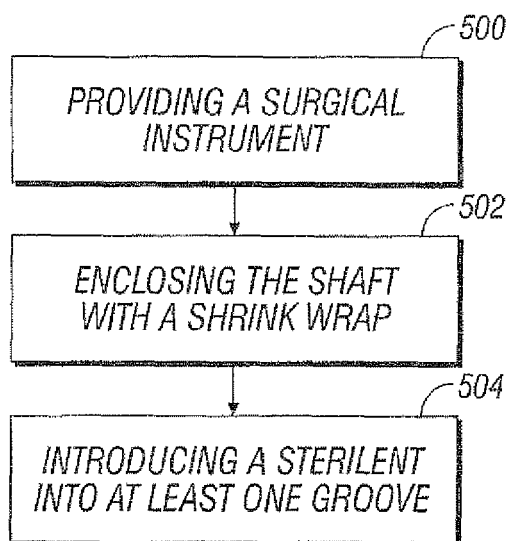 500
PROVIDING A SURGICAL
INSTRUMENT
502
ENCLOSING THE SHAFT
WITH A SHRINK WRAP
504
INTRODUCING A STERILENT
INTO AT LEAST ONE GROOVE